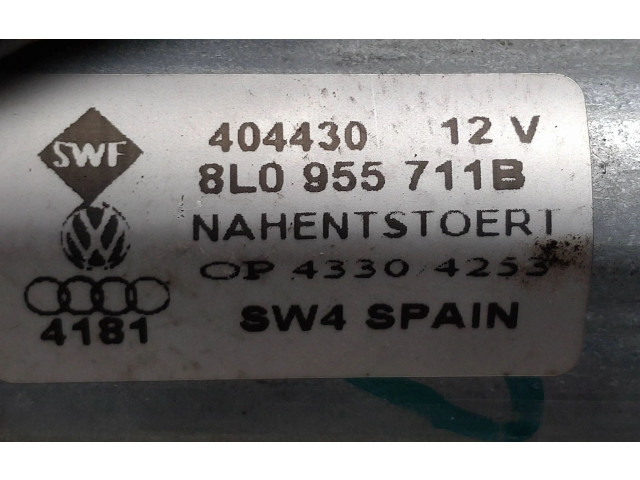 SWF
404430 12 V
8L0 955 711B
NAHENTSTOERT
OP 4330 4253
4181
SW4 SPAIN